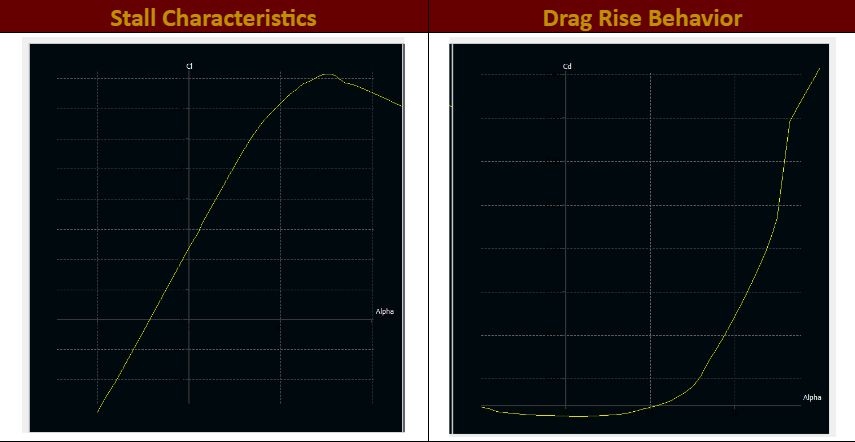 Stall Characteristics
Drag Rise Behavior
Cl
Cd
Alpha
Alpha